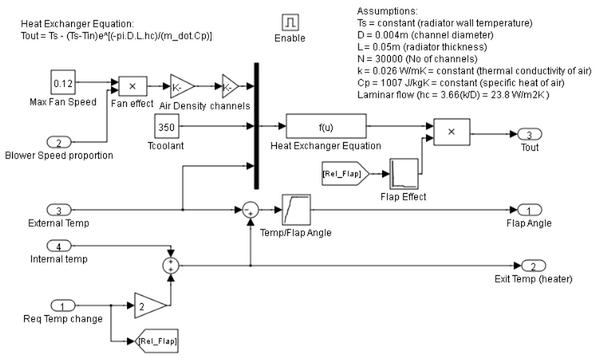 Heat Exchanger Equation:
Tout = Ts - (Ts-Tin)e^[(-pi.D.L.hc)/(m_dot.Cp)]
Enable
Assumptions:
Ts = constant (radiator wall temperature)
D = 0.004m (channel diameter)
L = 0.05m (radiator thickness)
N = 30000 (No of channels)
k = 0.026 W/mK = constant (thermal conductivity of air)
Cp = 1007 J/kgK = constant (specific heat of air)
Laminar flow (hc = 3.66(k/D) = 23.8 W/m2K )
0.12
Max Fan Speed
×
Fan effect
K-
Air Density
K-
channels
2
Blower Speed proportion
350
Tcoolant
f(u)
Heat Exchanger Equation
×
3
Tout
[Rel_Flap]
Flap Effect
3
External Temp
Temp/Flap Angle
1
Flap Angle
4
Internal temp
2
Exit Temp (heater)
1
Req Temp change
2
[Rel_Flap]